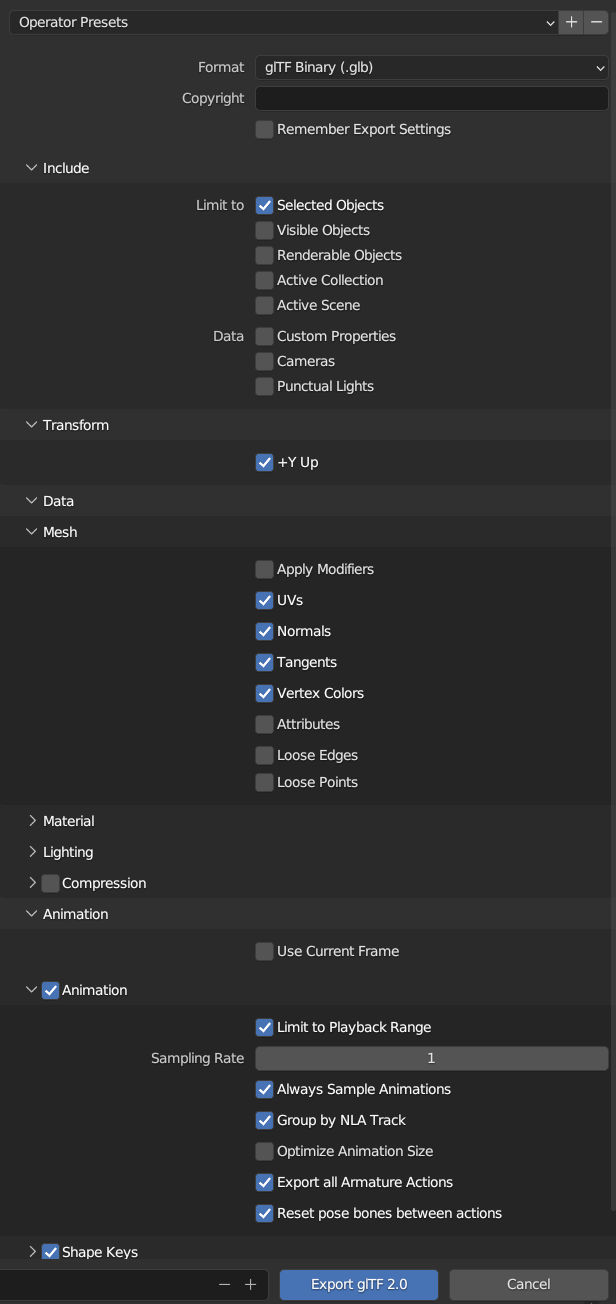 Operator Presets
Format glTF Binary (.glb)
Copyright
Remember Export Settings
Include
Limit to Selected Objects
Visible Objects
Renderable Objects
Active Collection
Active Scene
Data Custom Properties
Cameras
Punctual Lights
Transform
+Y Up
Data
Mesh
Apply Modifiers
UVs
Normals
Tangents
Vertex Colors
Attributes
Loose Edges
Loose Points
Material
Lighting
Compression
Animation
Use Current Frame
Animation
Limit to Playback Range
Sampling Rate 1
Always Sample Animations
Group by NLA Track
Optimize Animation Size
Export all Armature Actions
Reset pose bones between actions
Shape Keys
Export glTF 2.0 Cancel